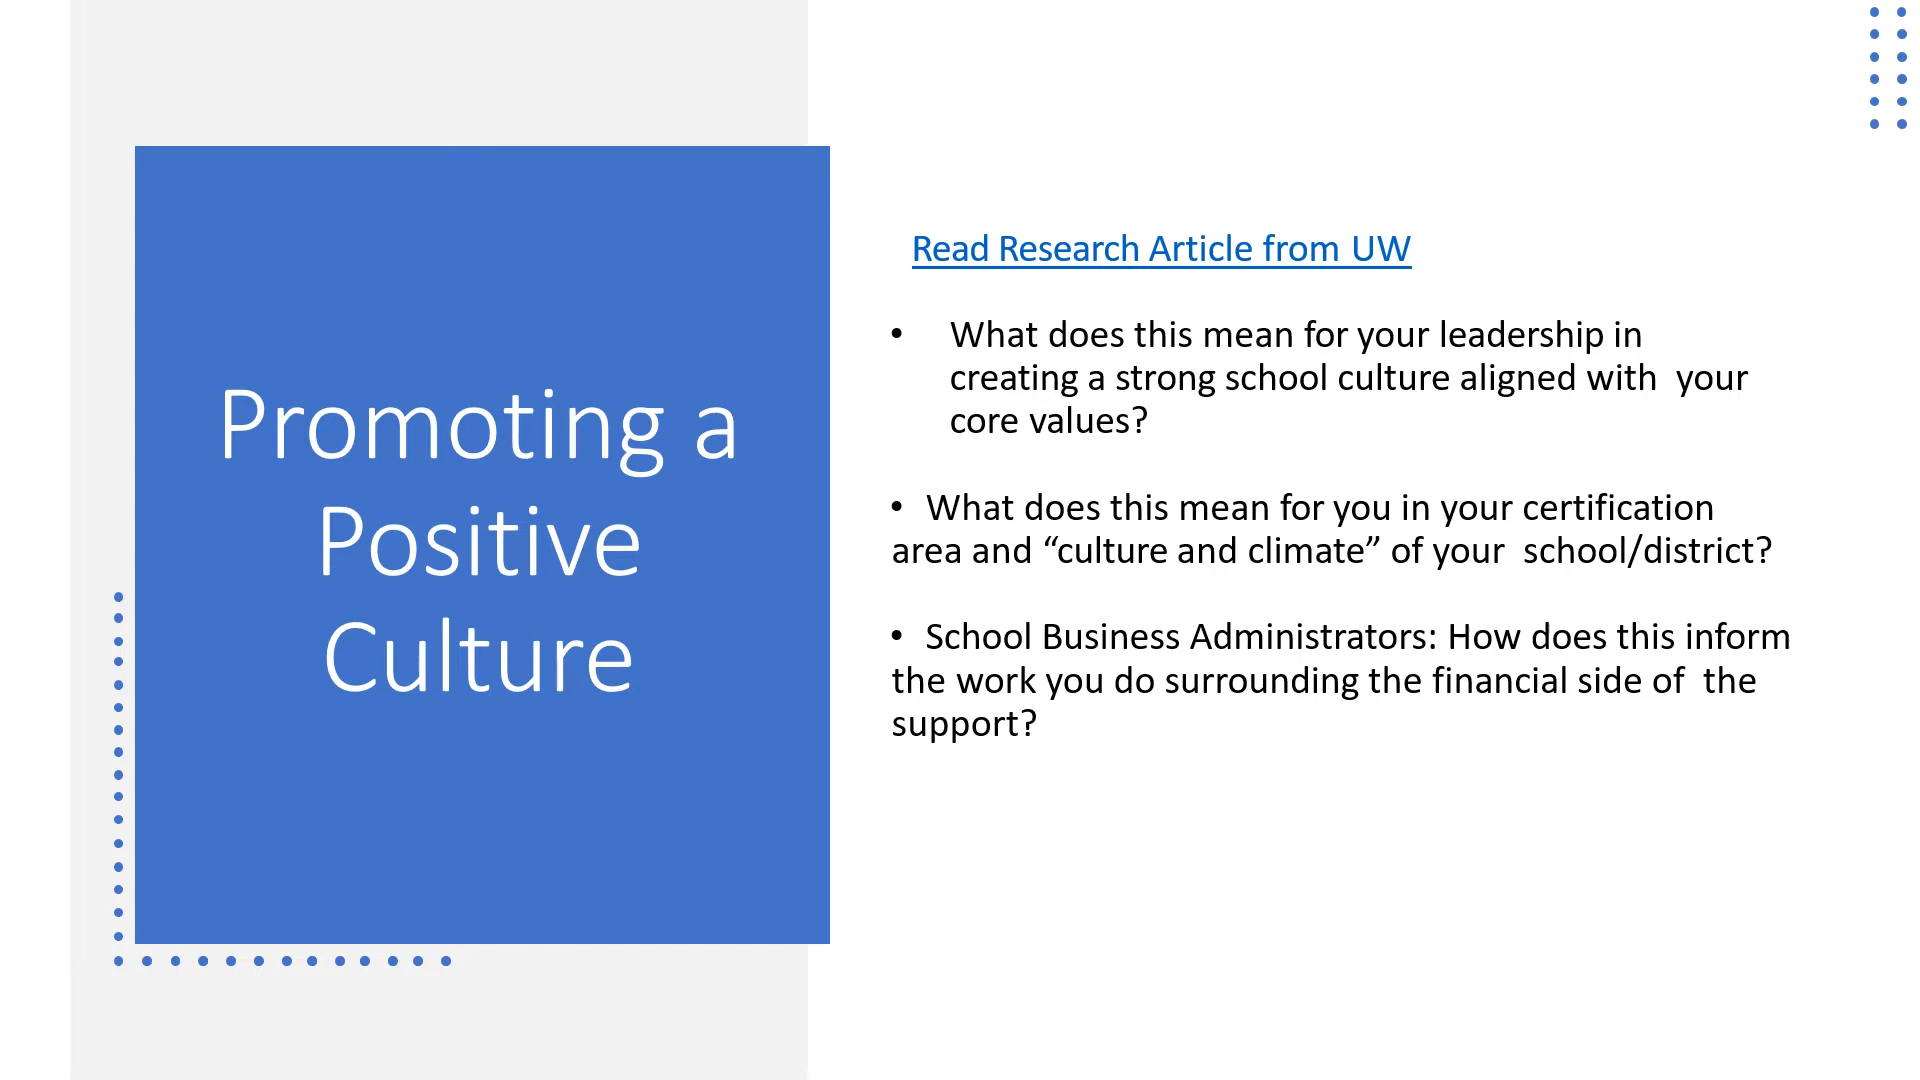 Promoting a
Positive
Culture
Read Research Article from UW
• What does this mean for your leadership in
creating a strong school culture aligned with  your
core values?
• What does this mean for you in your certification
area and “culture and climate” of your  school/district?
• School Business Administrators: How does this inform
the work you do surrounding the financial side of  the
support?